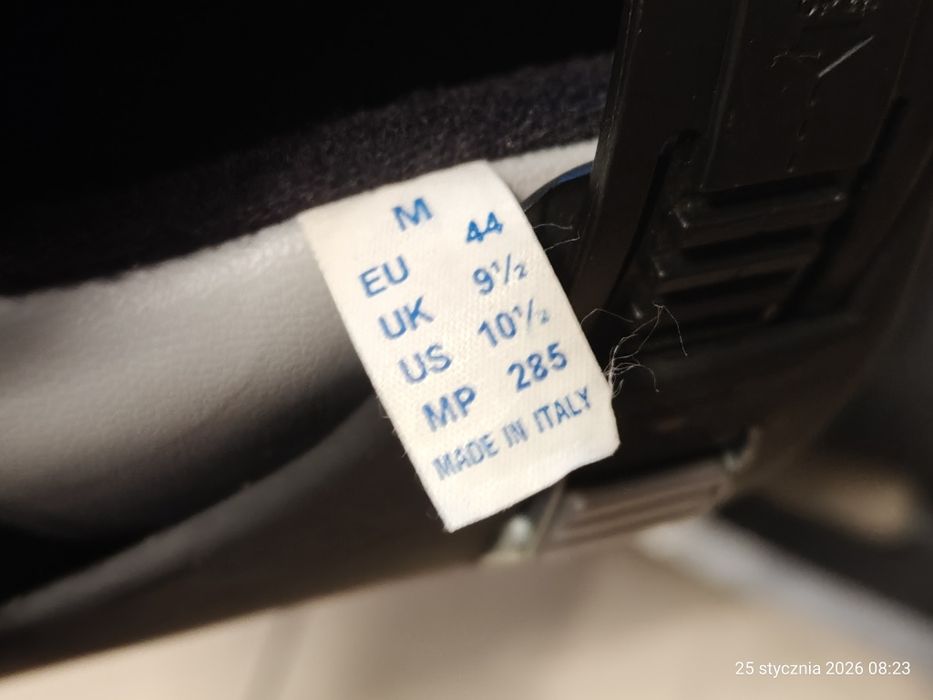 M
EU 44
UK 9½
US 10½
MP 285
MADE IN ITALY
25 stycznia 2026 08:23